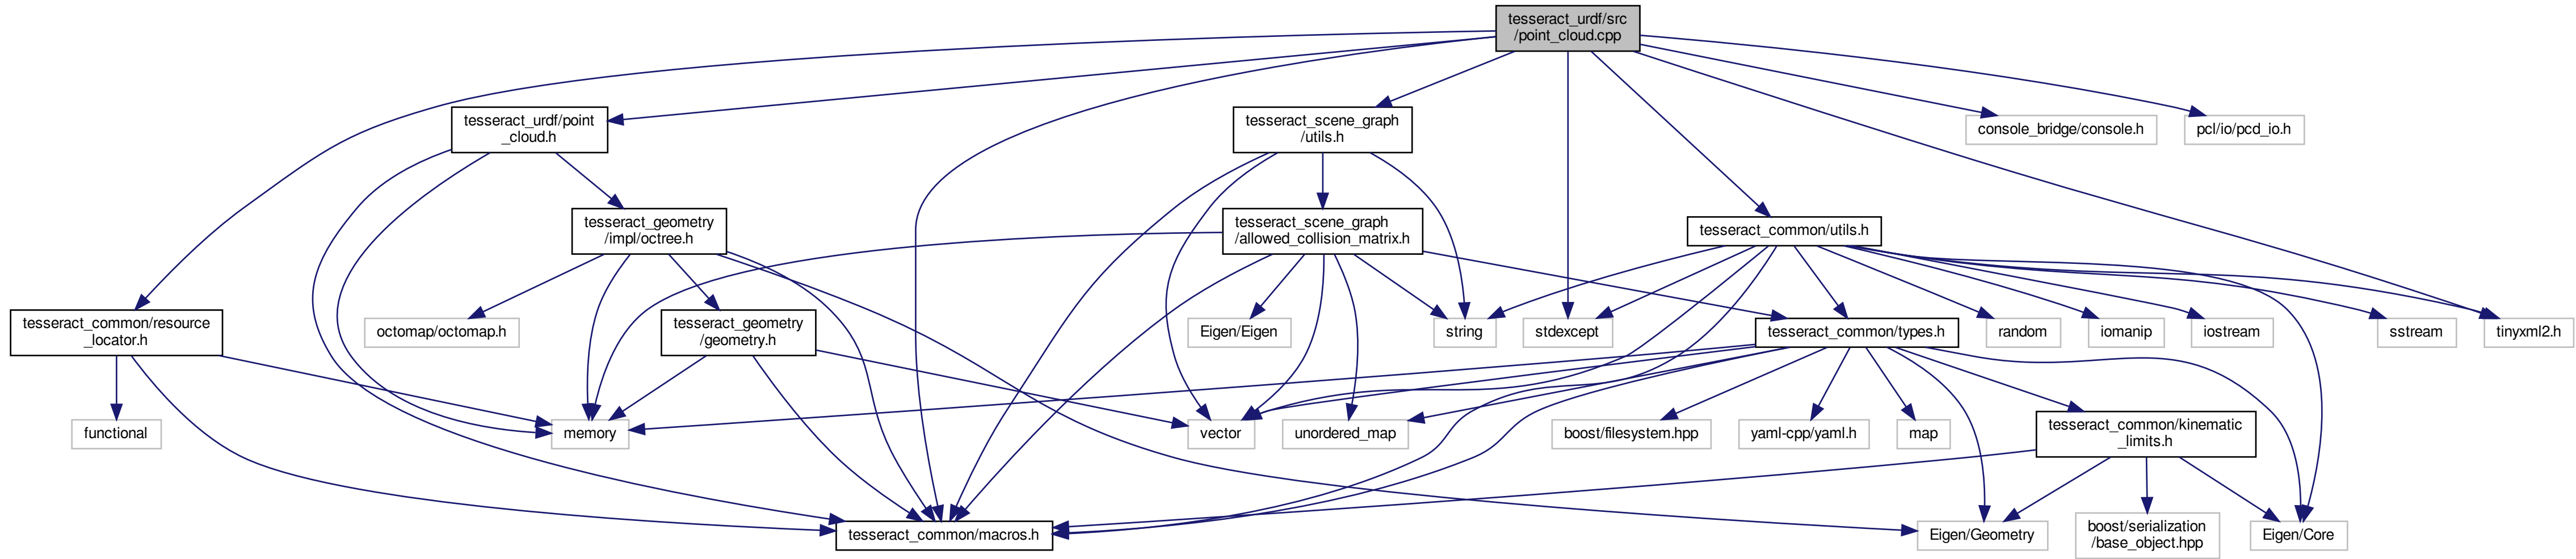 tesseract_urdf/src
/point_cloud.cpp
tesseract_urdf/point
_cloud.h
tesseract_scene_graph
/utils.h
console_bridge/console.h
pcl/io/pcd_io.h
tesseract_geometry
/impl/octree.h
tesseract_scene_graph
/allowed_collision_matrix.h
tesseract_common/utils.h
tesseract_common/resource
_locator.h
octomap/octomap.h
tesseract_geometry
/geometry.h
Eigen/Eigen
string
stdexcept
tesseract_common/types.h
random
iomanip
iostream
sstream
tinyxml2.h
functional
memory
vector
unordered_map
boost/filesystem.hpp
yaml-cpp/yaml.h
map
tesseract_common/kinematic
_limits.h
tesseract_common/macros.h
Eigen/Geometry
boost/serialization
/base_object.hpp
Eigen/Core